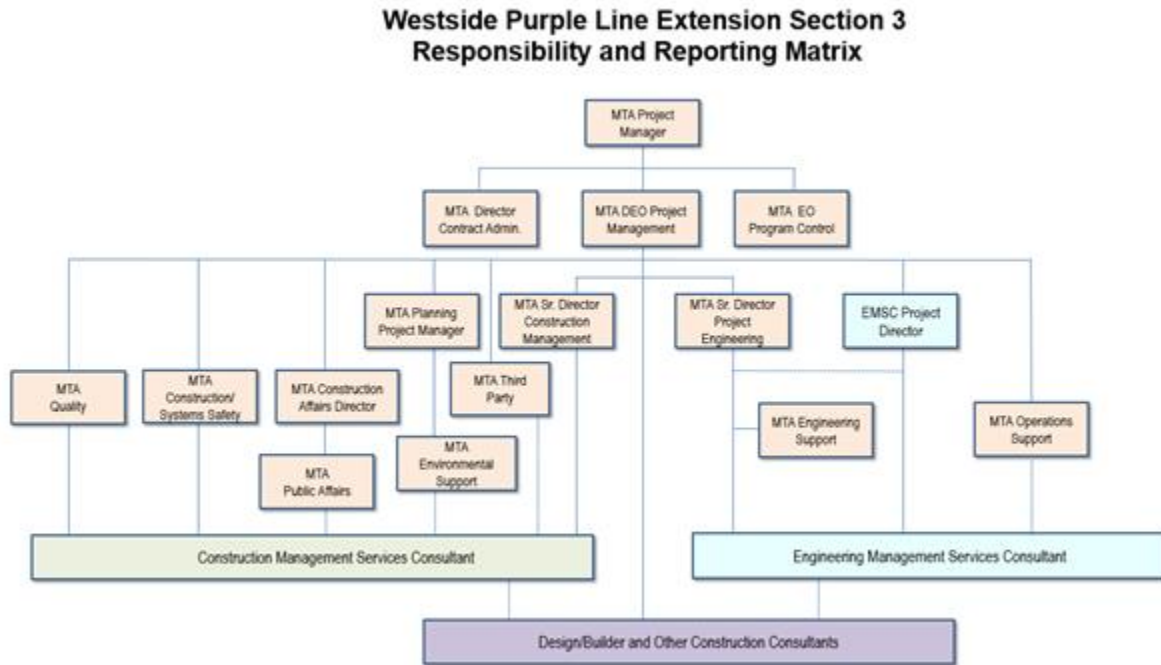 Westside Purple Line Extension Section 3
Responsibility and Reporting Matrix
MTA Project
Manager
MTA Director
Contract Admin.
MTA DEO Project
Management
MTA EO
Program Control
MTA Planning
Project Manager
MTA Sr. Director
Construction
Management
MTA Sr. Director
Project
Engineering
EMSC Project
Director
MTA
Quality
MTA
Construction/
Systems Safety
MTA Construction
Affairs Director
MTA Third
Party
MTA Engineering
Support
MTA Operations
Support
MTA
Public Affairs
MTA
Environmental
Support
Construction Management Services Consultant
Engineering Management Services Consultant
Design/Builder and Other Construction Consultants